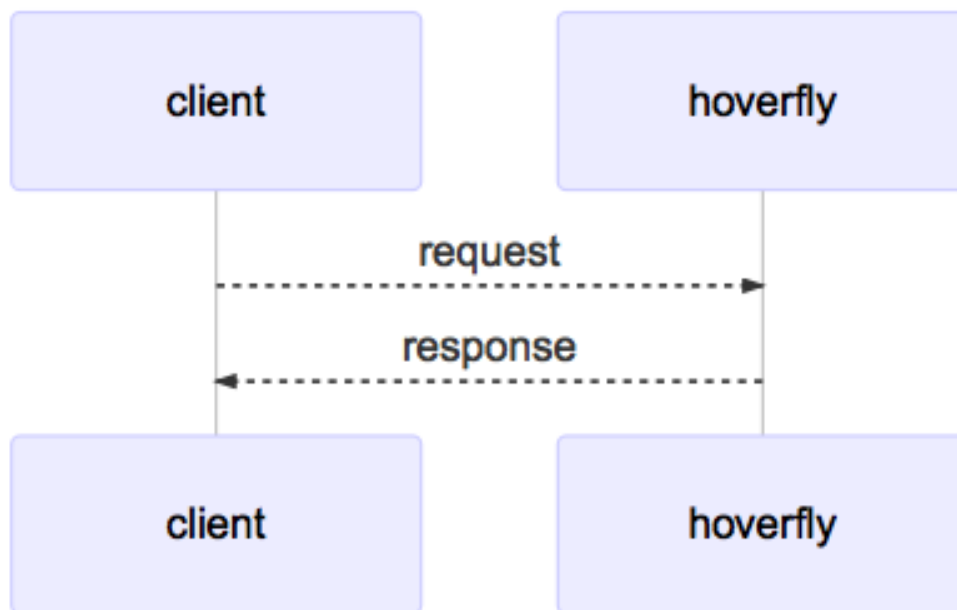 client
hoverfly
request
response
client
hoverfly